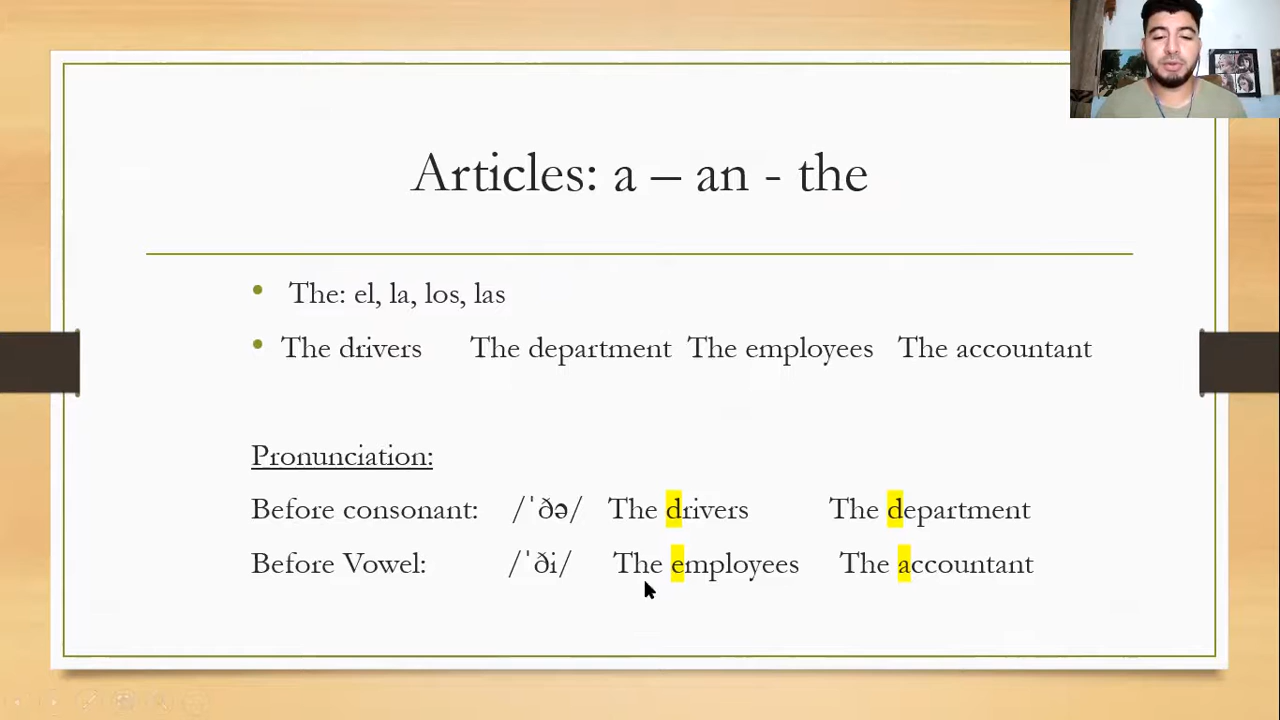 Articles: a – an - the
• The: el, la, los, las
• The drivers The department The employees The accountant
Pronunciation:
Before consonant: /ˈðə/ The drivers The department
Before Vowel: /ˈði/ The employees The accountant